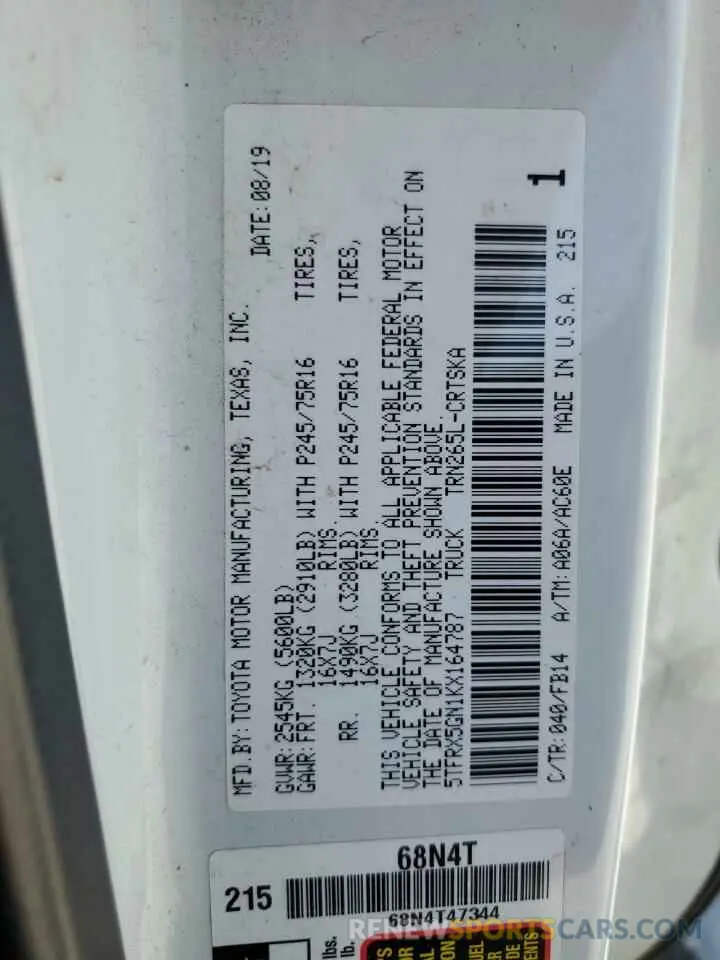 MFD.BY: TOYOTA MOTOR MANUFACTURING, TEXAS, INC.
DATE: 08/19
GVWR: 2545KG (5600LB)
GAWR: FRT. 1320KG (2910LB) WITH P245/75R16 TIRES,
16X7J RIMS.
RR. 1490KG (3280LB) WITH P245/75R16 TIRES,
16X7J RIMS.
THIS VEHICLE CONFORMS TO ALL APPLICABLE FEDERAL MOTOR
VEHICLE SAFETY AND THEFT PREVENTION STANDARDS IN EFFECT ON
THE DATE OF MANUFACTURE SHOWN ABOVE.
5TFRX5GN1KX164787 TRUCK TRN265L-CRTSKA
1
C/TR: 040/FB14 A/TM: A06A/AC60E MADE IN U.S.A. 215
68N4T
215
68N4T47344
lbs.
lb.
RENEWSPORTSCARS.COM